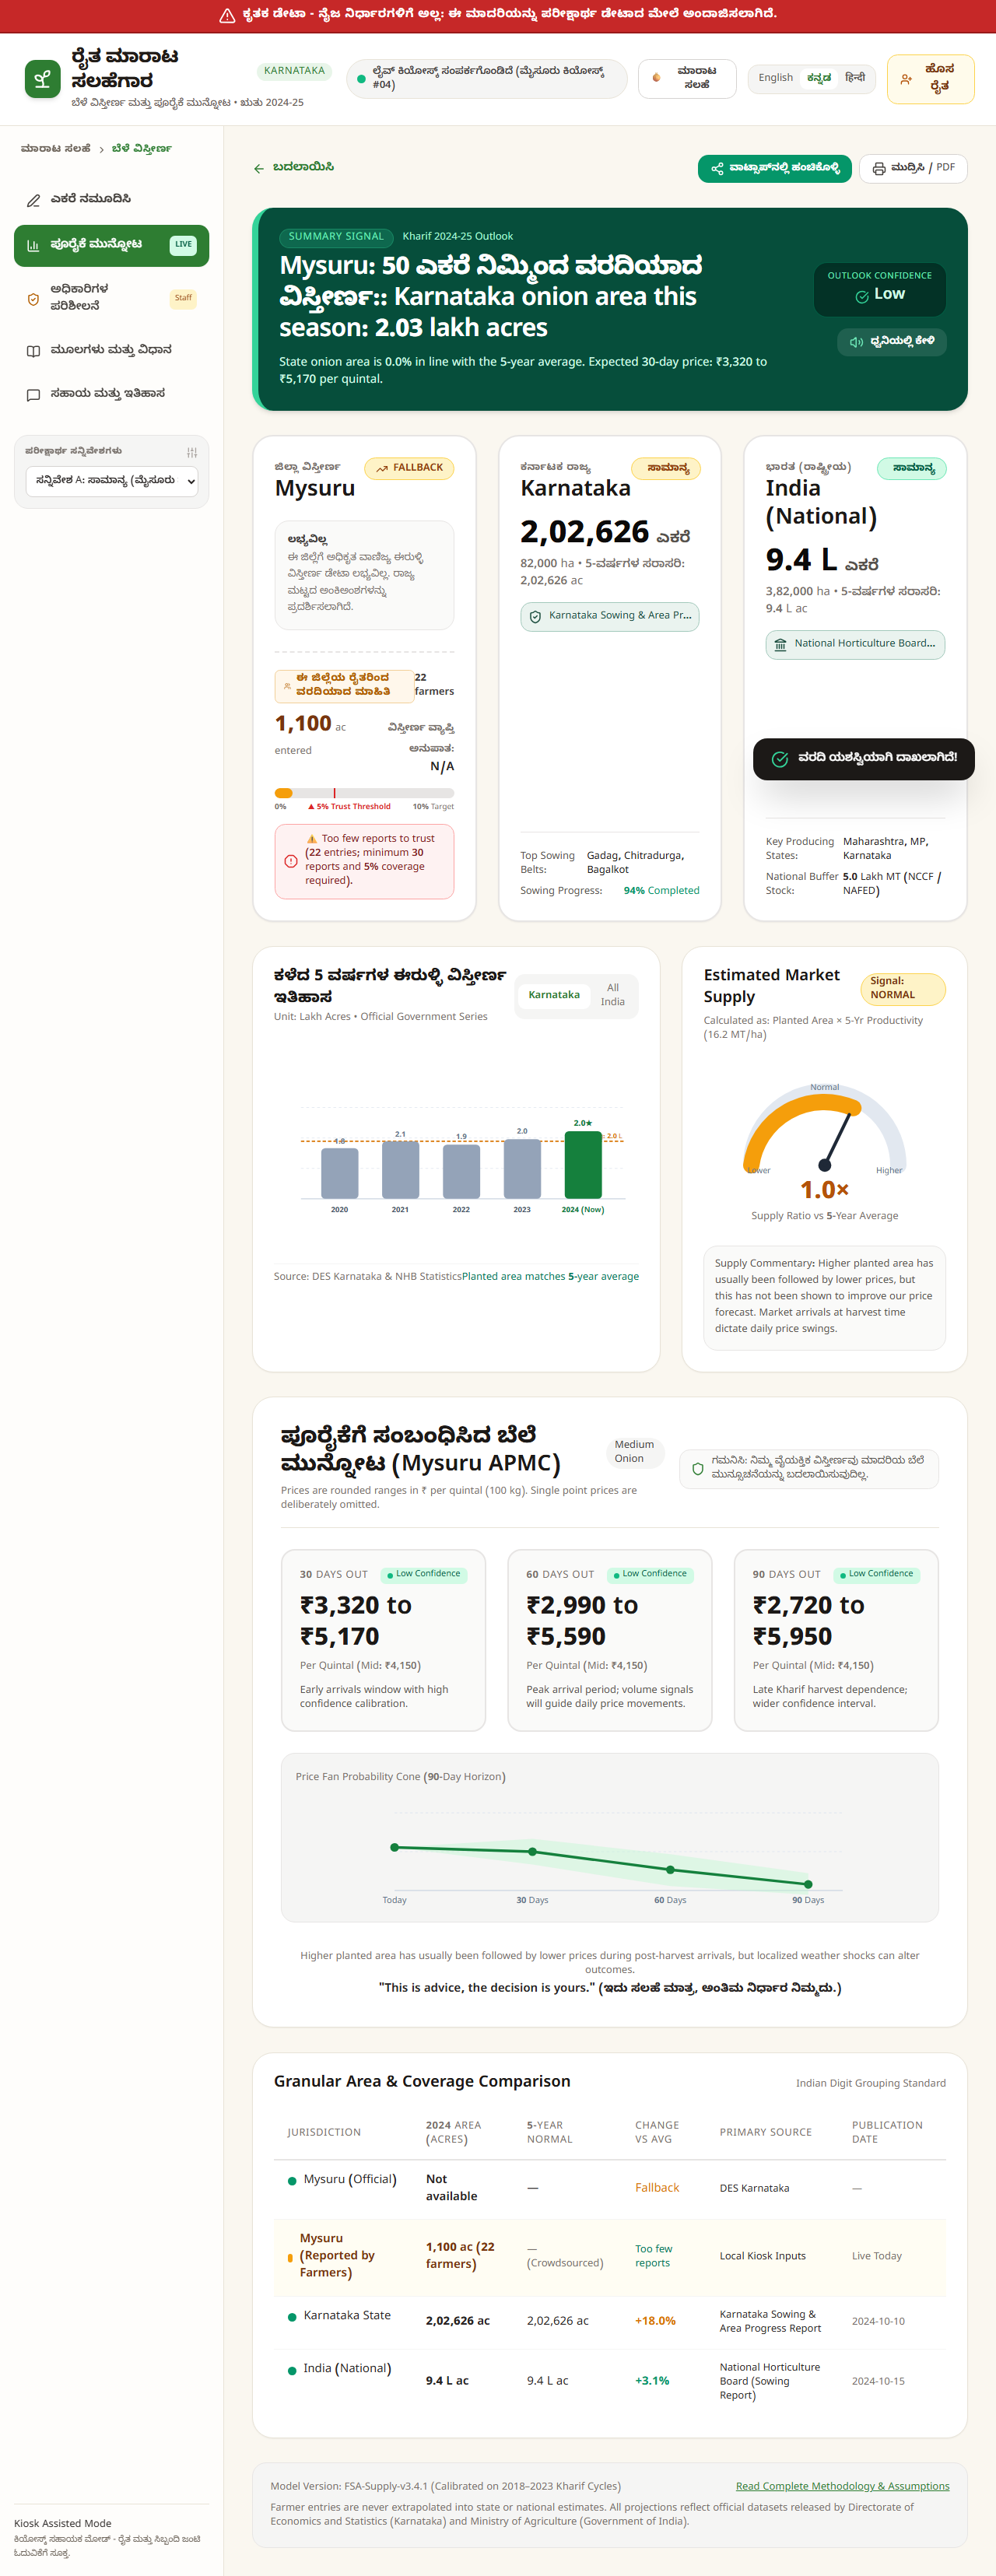 ಕೃತಕ ಡೇಟಾ - ನೈಜ ನಿರ್ಧಾರಗಳಿಗೆ ಅಲ್ಲ: ಈ ಮಾದರಿಯನ್ನು ಪರೀಕ್ಷಾರ್ಥ ಡೇಟಾದ ಮೇಲೆ ಅಂದಾಜಿಸಲಾಗಿದೆ.
ರೈತ ಮಾರಾಟ
ಸಲಹೆಗಾರ
KARNATAKA
ಬೆಳೆ ವಿಸ್ತೀರ್ಣ ಮತ್ತು ಪೂರೈಕೆ ಮುನ್ನೋಟ • ಋತು 2024-25
ಲೈವ್ ಕಿಯೋಸ್ಕ್ ಸಂಪರ್ಕಗೊಂಡಿದೆ (ಮೈಸೂರು ಕಿಯೋಸ್ಕ್
#04)
ಮಾರಾಟ
ಸಲಹೆ
English ಕನ್ನಡ हिन्दी
ಹೊಸ
ರೈತ
ಮಾರಾಟ ಸಲಹೆ › ಬೆಳೆ ವಿಸ್ತೀರ್ಣ
ಎಕರೆ ನಮೂದಿಸಿ
ಪೂರೈಕೆ ಮುನ್ನೋಟ LIVE
ಅಧಿಕಾರಿಗಳ
ಪರಿಶೀಲನೆ
Staff
ಮೂಲಗಳು ಮತ್ತು ವಿಧಾನ
ಸಹಾಯ ಮತ್ತು ಇತಿಹಾಸ
ಪರೀಕ್ಷಾರ್ಥ ಸನ್ನಿವೇಶಗಳು
ಸನ್ನಿವೇಶ A: ಸಾಮಾನ್ಯ (ಮೈಸೂರು
ಬದಲಾಯಿಸಿ
ವಾಟ್ಸಾಪ್‌ನಲ್ಲಿ ಹಂಚಿಕೊಳ್ಳಿ
ಮುದ್ರಿಸಿ / PDF
SUMMARY SIGNAL Kharif 2024-25 Outlook
Mysuru: 50 ಎಕರೆ ನಿಮ್ಮಿಂದ ವರದಿಯಾದ
ವಿಸ್ತೀರ್ಣ:: Karnataka onion area this
season: 2.03 lakh acres
State onion area is 0.0% in line with the 5-year average. Expected 30-day price: ₹3,320 to
₹5,170 per quintal.
OUTLOOK CONFIDENCE
Low
ಧ್ವನಿಯಲ್ಲಿ ಕೇಳಿ
ಜಿಲ್ಲಾ ವಿಸ್ತೀರ್ಣ
FALLBACK
Mysuru
ಲಭ್ಯವಿಲ್ಲ
ಈ ಜಿಲ್ಲೆಗೆ ಅಧಿಕೃತ ವಾಣಿಜ್ಯ ಈರುಳ್ಳಿ
ವಿಸ್ತೀರ್ಣ ಡೇಟಾ ಲಭ್ಯವಿಲ್ಲ. ರಾಜ್ಯ
ಮಟ್ಟದ ಅಂಕಿಅಂಶಗಳನ್ನು
ಪ್ರದರ್ಶಿಸಲಾಗಿದೆ.
ಈ ಜಿಲ್ಲೆಯ ರೈತರಿಂದ
ವರದಿಯಾದ ಮಾಹಿತಿ
22
farmers
1,100 ac
entered
ವಿಸ್ತೀರ್ಣ ವ್ಯಾಪ್ತಿ
ಅನುಪಾತ:
N/A
0% ▲ 5% Trust Threshold 10% Target
⚠️ Too few reports to trust
(22 entries; minimum 30
reports and 5% coverage
required).
ಕರ್ನಾಟಕ ರಾಜ್ಯ
ಸಾಮಾನ್ಯ
Karnataka
2,02,626 ಎಕರೆ
82,000 ha • 5-ವರ್ಷಗಳ ಸರಾಸರಿ:
2,02,626 ac
Karnataka Sowing & Area Pr...
Top Sowing
Belts:
Gadag, Chitradurga,
Bagalkot
Sowing Progress: 94% Completed
ಭಾರತ (ರಾಷ್ಟ್ರೀಯ)
ಸಾಮಾನ್ಯ
India
(National)
9.4 L ಎಕರೆ
3,82,000 ha • 5-ವರ್ಷಗಳ ಸರಾಸರಿ:
9.4 L ac
National Horticulture Board...
ವರದಿ ಯಶಸ್ವಿಯಾಗಿ ದಾಖಲಾಗಿದೆ!
Key Producing
States:
Maharashtra, MP,
Karnataka
National Buffer
Stock:
5.0 Lakh MT (NCCF /
NAFED)
ಕಳೆದ 5 ವರ್ಷಗಳ ಈರುಳ್ಳಿ ವಿಸ್ತೀರ್ಣ
ಇತಿಹಾಸ
Unit: Lakh Acres • Official Government Series
Karnataka
All
India
1.8 2.1 1.9 2.0 2.0★ : 2.0 L
2020 2021 2022 2023 2024 (Now)
Source: DES Karnataka & NHB Statistics
Planted area matches 5-year average
Estimated Market
Supply
Signal:
NORMAL
Calculated as: Planted Area × 5-Yr Productivity
(16.2 MT/ha)
Normal
Lower Higher
1.0×
Supply Ratio vs 5-Year Average
Supply Commentary: Higher planted area has
usually been followed by lower prices, but
this has not been shown to improve our price
forecast. Market arrivals at harvest time
dictate daily price swings.
ಪೂರೈಕೆಗೆ ಸಂಬಂಧಿಸಿದ ಬೆಲೆ
ಮುನ್ನೋಟ (Mysuru APMC)
Medium
Onion
Prices are rounded ranges in ₹ per quintal (100 kg). Single point prices are
deliberately omitted.
ಗಮನಿಸಿ: ನಿಮ್ಮ ವೈಯಕ್ತಿಕ ವಿಸ್ತೀರ್ಣವು ಮಾದರಿಯ ಬೆಲೆ
ಮುನ್ಸೂಚನೆಯನ್ನು ಬದಲಾಯಿಸುವುದಿಲ್ಲ.
30 DAYS OUT Low Confidence
₹3,320 to
₹5,170
Per Quintal (Mid: ₹4,150)
Early arrivals window with high
confidence calibration.
60 DAYS OUT Low Confidence
₹2,990 to
₹5,590
Per Quintal (Mid: ₹4,150)
Peak arrival period; volume signals
will guide daily price movements.
90 DAYS OUT Low Confidence
₹2,720 to
₹5,950
Per Quintal (Mid: ₹4,150)
Late Kharif harvest dependence;
wider confidence interval.
Price Fan Probability Cone (90-Day Horizon)
Today 30 Days 60 Days 90 Days
Higher planted area has usually been followed by lower prices during post-harvest arrivals, but localized weather shocks can alter
outcomes.
"This is advice, the decision is yours." (ಇದು ಸಲಹೆ ಮಾತ್ರ, ಅಂತಿಮ ನಿರ್ಧಾರ ನಿಮ್ಮದು.)
Granular Area & Coverage Comparison
Indian Digit Grouping Standard
JURISDICTION
2024 AREA
(ACRES)
5-YEAR
NORMAL
CHANGE
VS AVG
PRIMARY SOURCE
PUBLICATION
DATE
Mysuru (Official)
Not
available
—
Fallback
DES Karnataka
—
Mysuru
(Reported by
Farmers)
1,100 ac (22
farmers)
—
(Crowdsourced)
Too few
reports
Local Kiosk Inputs
Live Today
Karnataka State
2,02,626 ac
2,02,626 ac
+18.0%
Karnataka Sowing &
Area Progress Report
2024-10-10
India (National)
9.4 L ac
9.4 L ac
+3.1%
National Horticulture
Board (Sowing
Report)
2024-10-15
Model Version: FSA-Supply-v3.4.1 (Calibrated on 2018–2023 Kharif Cycles)
Read Complete Methodology & Assumptions
Farmer entries are never extrapolated into state or national estimates. All projections reflect official datasets released by Directorate of
Economics and Statistics (Karnataka) and Ministry of Agriculture (Government of India).
Kiosk Assisted Mode
ಕಿಯೋಸ್ಕ್ ಸಹಾಯಕ ಮೋಡ್ - ರೈತ ಮತ್ತು ಸಿಬ್ಬಂದಿ ಜಂಟಿ
ಓದುವಿಕೆಗೆ ಸೂಕ್ತ.